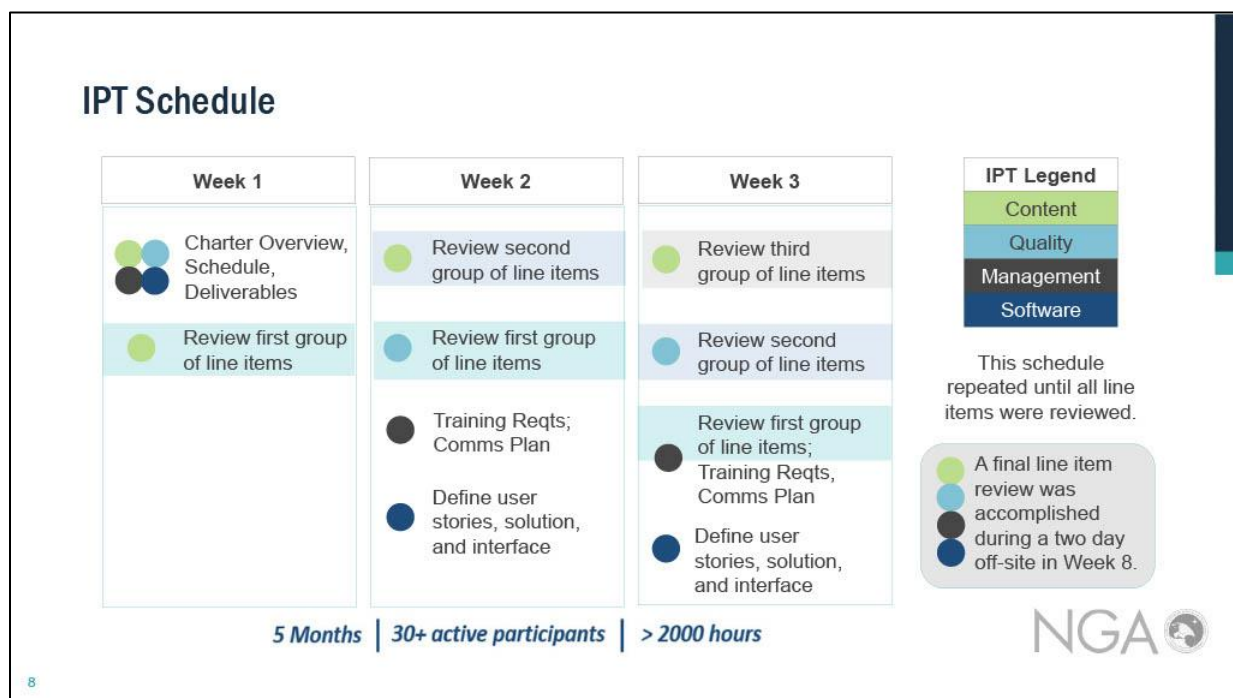 IPT Schedule
Week 1
Charter Overview,
Schedule,
Deliverables
Review first group
of line items
Week 2
Review second
group of line items
Review first group
of line items
Training Reqts;
Comms Plan
Define user
stories, solution,
and interface
Week 3
Review third
group of line items
Review second
group of line items
Review first group
of line items;
Training Reqts,
Comms Plan
Define user
stories, solution,
and interface
IPT Legend
Content
Quality
Management
Software
This schedule
repeated until all line
items were reviewed.
A final line item
review was
accomplished
during a two day
off-site in Week 8.
5 Months | 30+ active participants | > 2000 hours
NGA
8